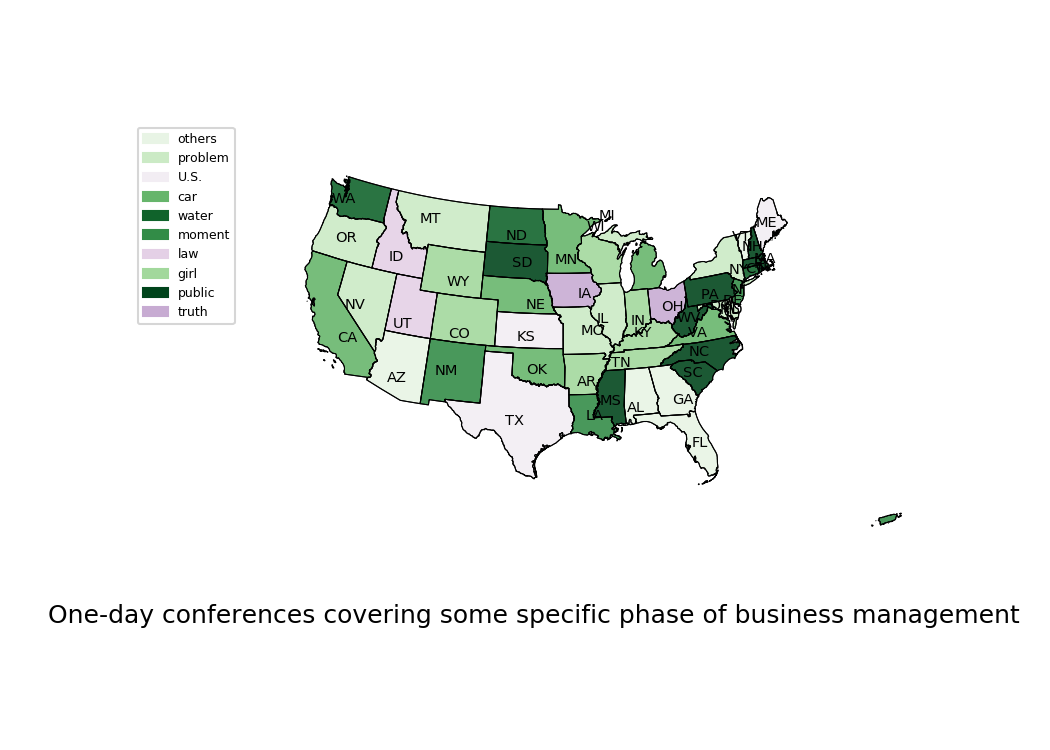 others
problem
U.S.
car
water
moment
law
girl
public
truth
WA
MT
ND
MI
WI
ME
VT
NH
OR
ID
SD
MN
WY
NE
IA
NY
PA
NV
UT
CO
KS
MO
IL
IN
OH
KY
WV
VA
CA
AZ
NM
OK
AR
TN
NC
SC
TX
LA
MS
AL
GA
FL
One-day conferences covering some specific phase of business management